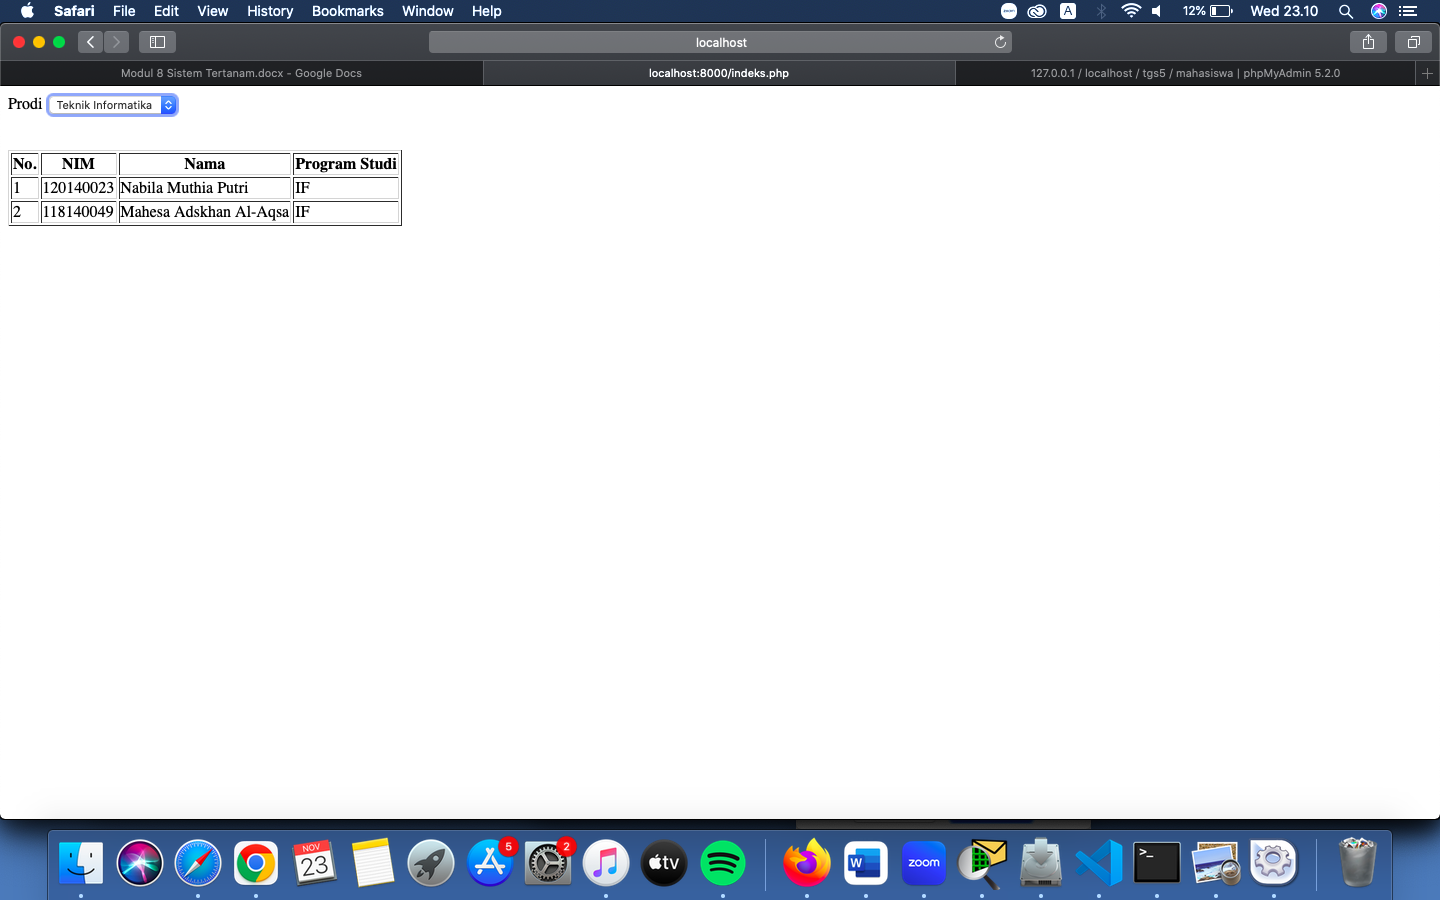 Safari File Edit View History Bookmarks Window Help A 12% Wed 23.10
localhost
Modul 8 Sistem Tertanam.docx - Google Docs
localhost:8000/indeks.php
127.0.0.1 / localhost / tgs5 / mahasiswa | phpMyAdmin 5.2.0
Prodi Teknik Informatika
No. NIM Nama Program Studi
1 120140023 Nabila Muthia Putri IF
2 118140049 Mahesa Adskhan Al-Aqsa IF
NOV
23
5
2
tv
W
zoom
>_